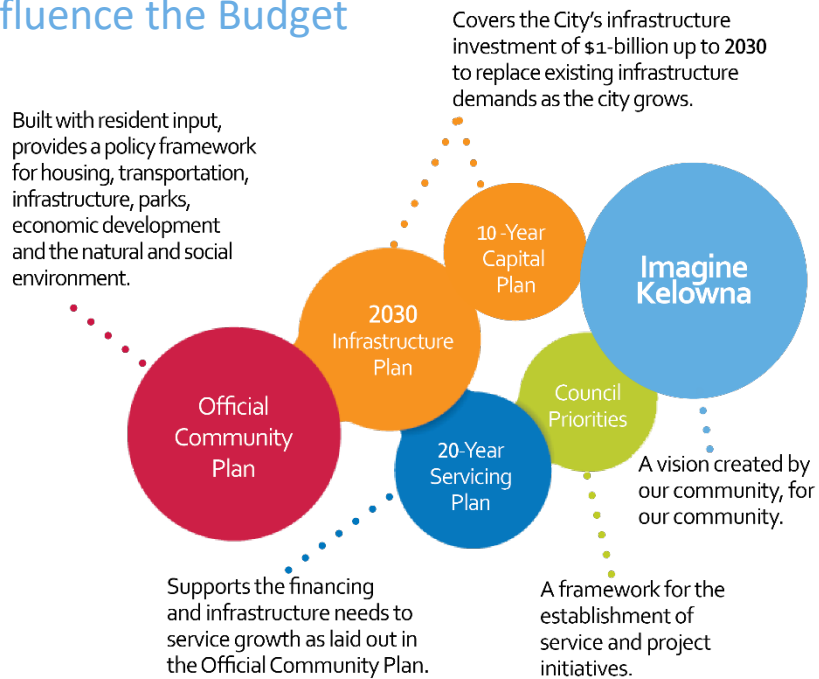 fluence the Budget
Covers the City's infrastructure
investment of $1-billion up to 2030
to replace existing infrastructure
demands as the city grows.
Built with resident input,
provides a policy framework
for housing, transportation,
infrastructure, parks,
economic development
and the natural and social
environment.
10 -Year
Capital
Plan
Imagine
Kelowna
2030
Infrastructure
Plan
Council
Priorities
Official
Community
Plan
20-Year
Servicing
Plan
A vision created by
our community, for
our community.
Supports the financing
and infrastructure needs to
service growth as laid out in
the Official Community Plan.
A framework for the
establishment of
service and project
initiatives.